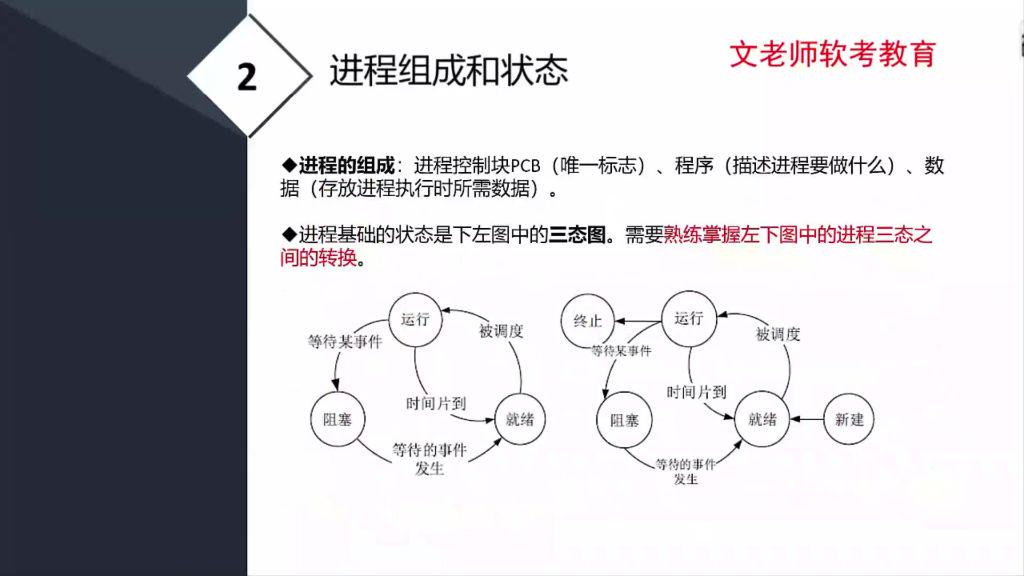 2
进程组成和状态
文老师软考教育
◆进程的组成：进程控制块PCB（唯一标志）、程序（描述进程要做什么）、数
据（存放进程执行时所需数据）。
◆进程基础的状态是下左图中的三态图。需要熟练掌握左下图中的进程三态之
间的转换。
运行
等待某事件
被调度
时间片到
阻塞
就绪
等待的事件
发生
终止
运行
等待某事件
被调度
时间片到
阻塞
就绪
新建
等待的事件
发生